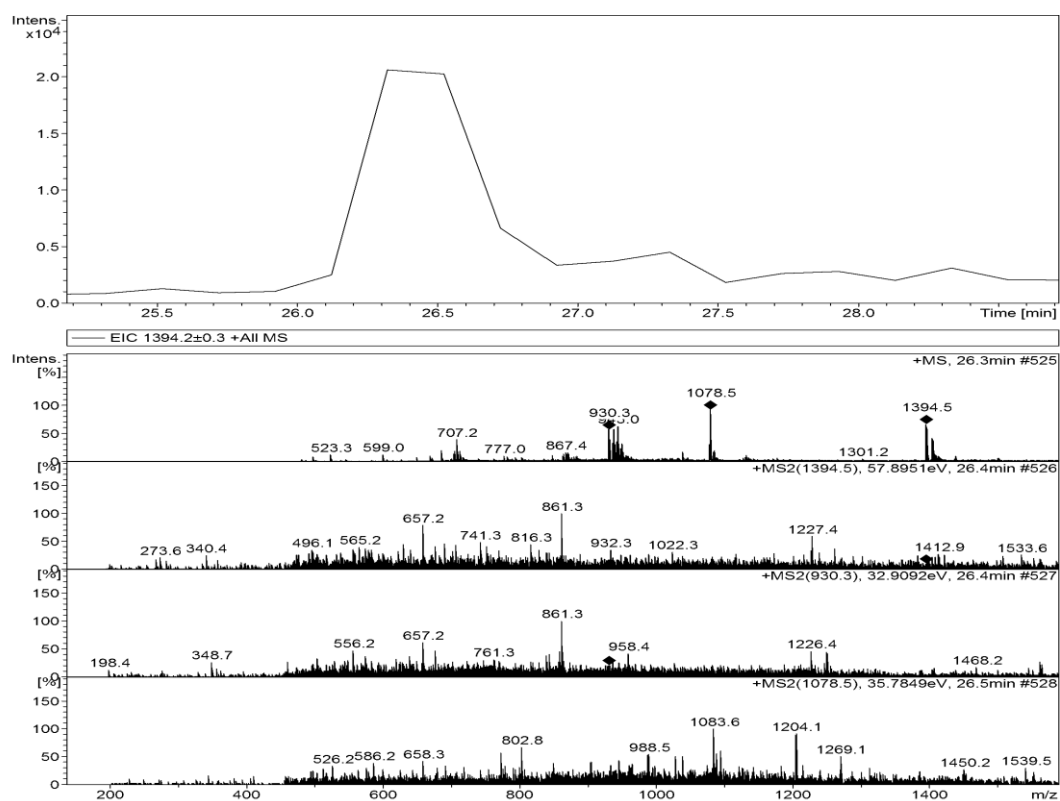 Intens.
x10⁴
2.0
1.5
1.0
0.5
0.0
25.5 26.0 26.5 27.0 27.5 28.0 Time [min]
EIC 1394.2±0.3 +All MS
Intens.
[%]
+MS, 26.3min #525
100
50
0
523.3 599.0 707.2 777.0 867.4 930.3 1078.5 1301.2 1394.5
[%]
+MS2(1394.5), 57.8951eV, 26.4min #526
150
100
50
0
273.6 340.4 496.1 565.2 657.2 741.3 816.3 861.3 932.3 1022.3 1227.4 1412.9 1533.6
[%]
+MS2(930.3), 32.9092eV, 26.4min #527
150
100
50
0
198.4 348.7 556.2 657.2 761.3 861.3 958.4 1226.4 1468.2
[%]
+MS2(1078.5), 35.7849eV, 26.5min #528
150
100
50
0
526.2 586.2 658.3 802.8 988.5 1083.6 1204.1 1269.1 1450.2 1539.5
200 400 600 800 1000 1200 1400 m/z